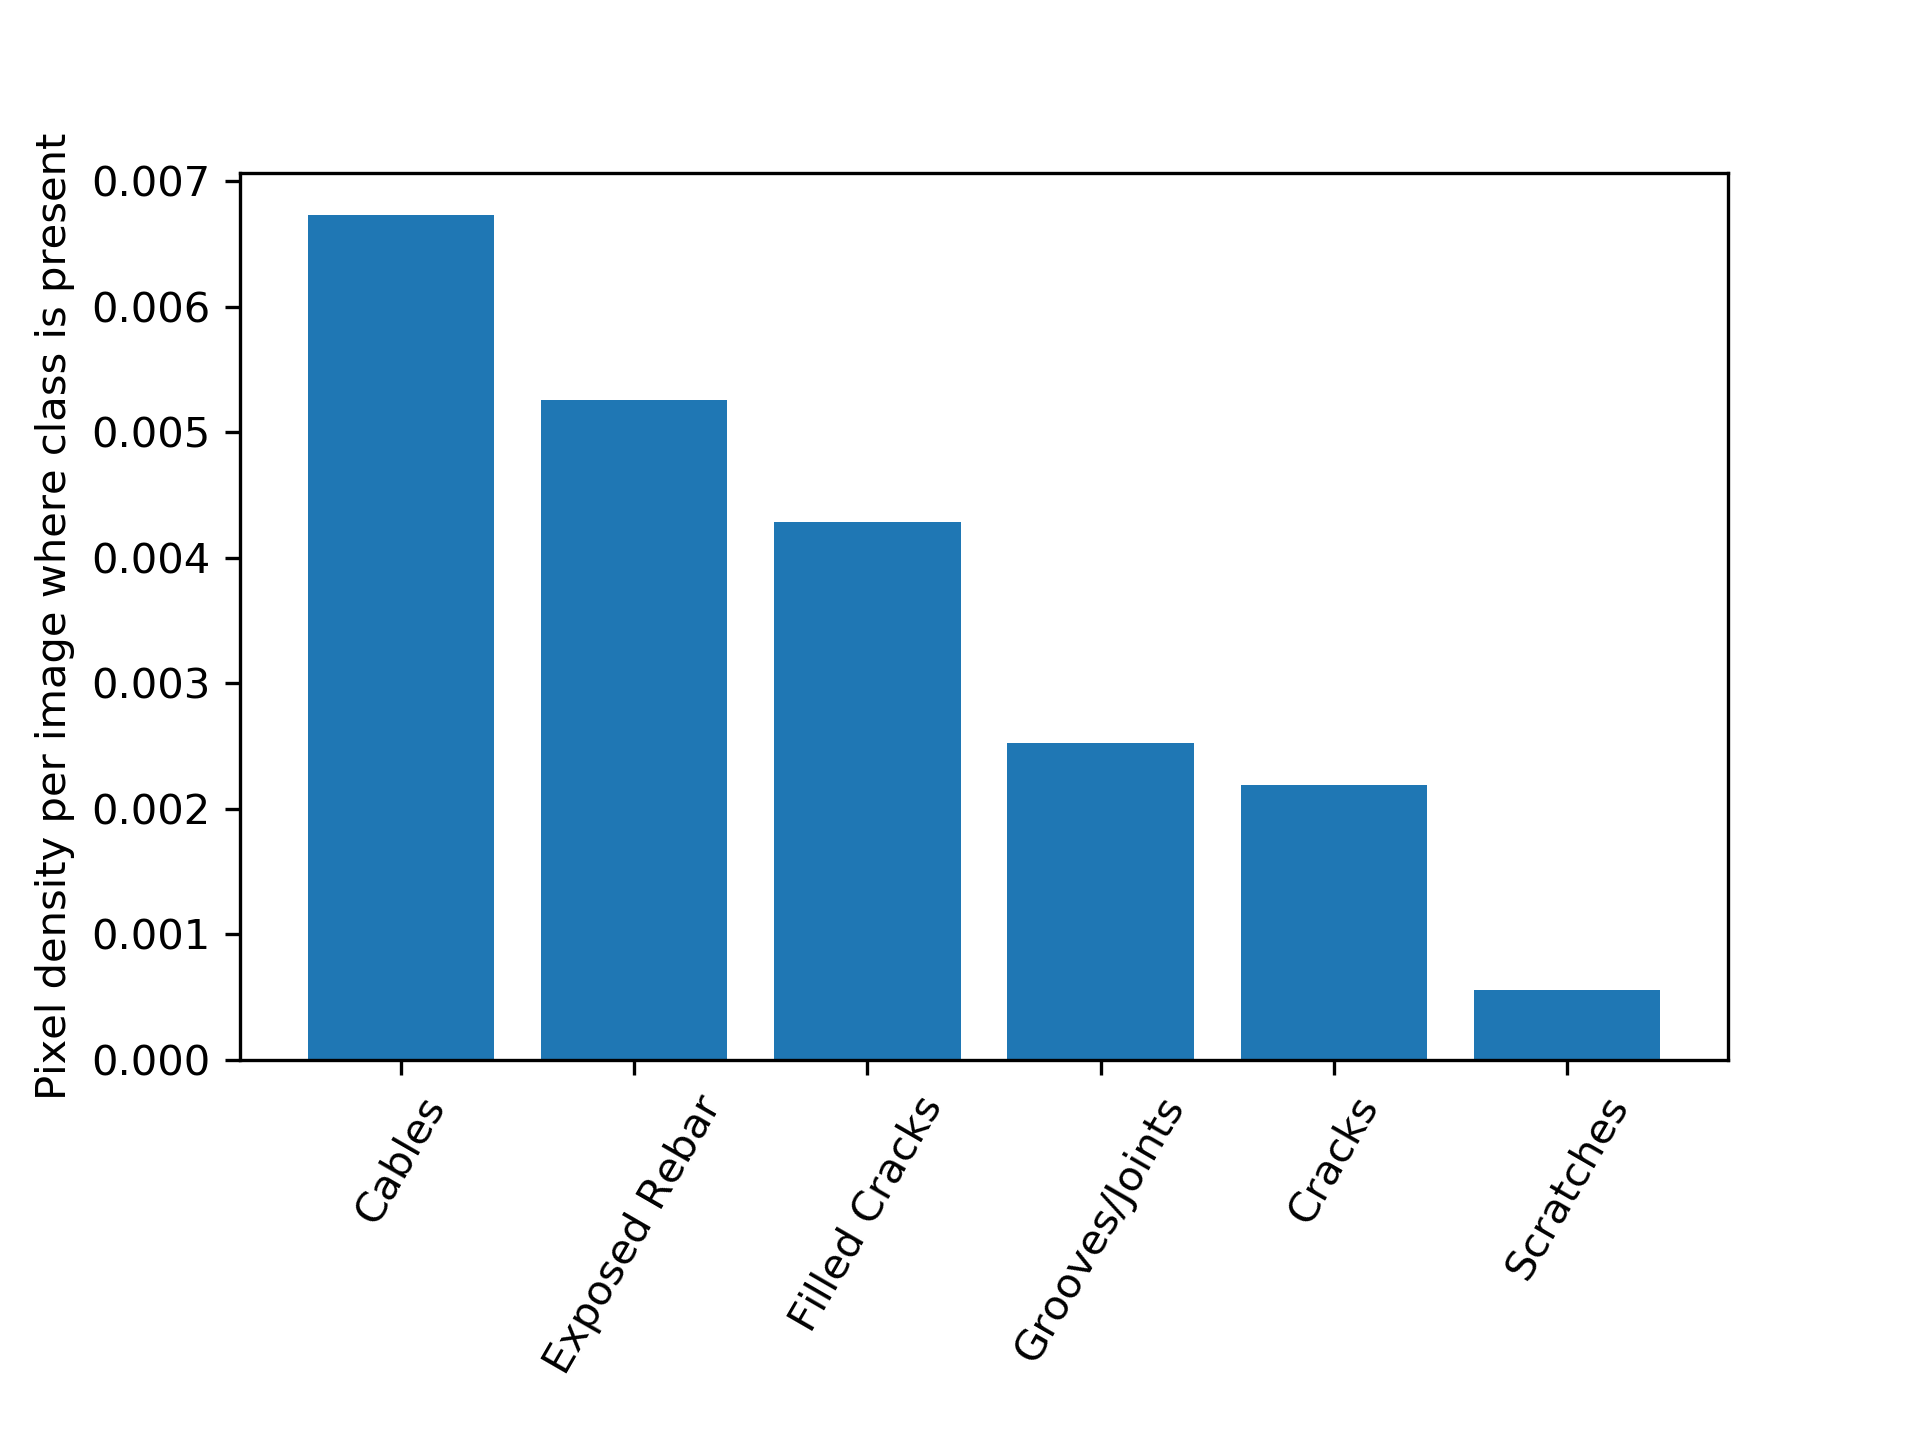 Pixel density per image where class is present
0.007
0.006
0.005
0.004
0.003
0.002
0.001
0.000
Cables
Exposed Rebar
Filled Cracks
Grooves/Joints
Cracks
Scratches